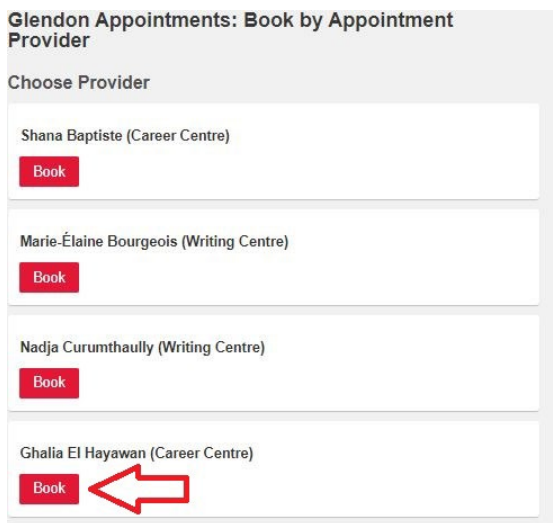 Glendon Appointments: Book by Appointment
Provider
Choose Provider
Shana Baptiste (Career Centre)
Book
Marie-Élaine Bourgeois (Writing Centre)
Book
Nadja Curumthaully (Writing Centre)
Book
Ghalia El Hayawan (Career Centre)
Book